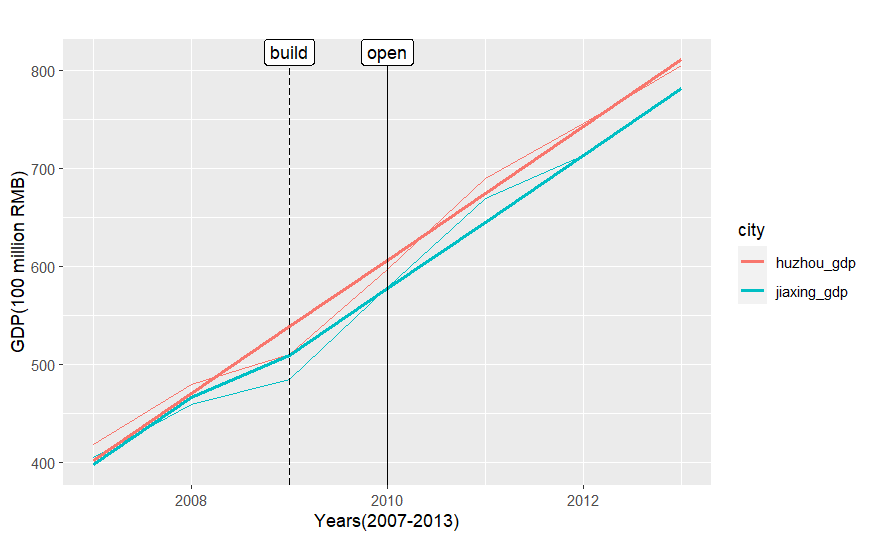 build
open
800
700
600
500
400
GDP(100 million RMB)
2008
2010
2012
Years(2007-2013)
city
huzhou_gdp
jiaxing_gdp